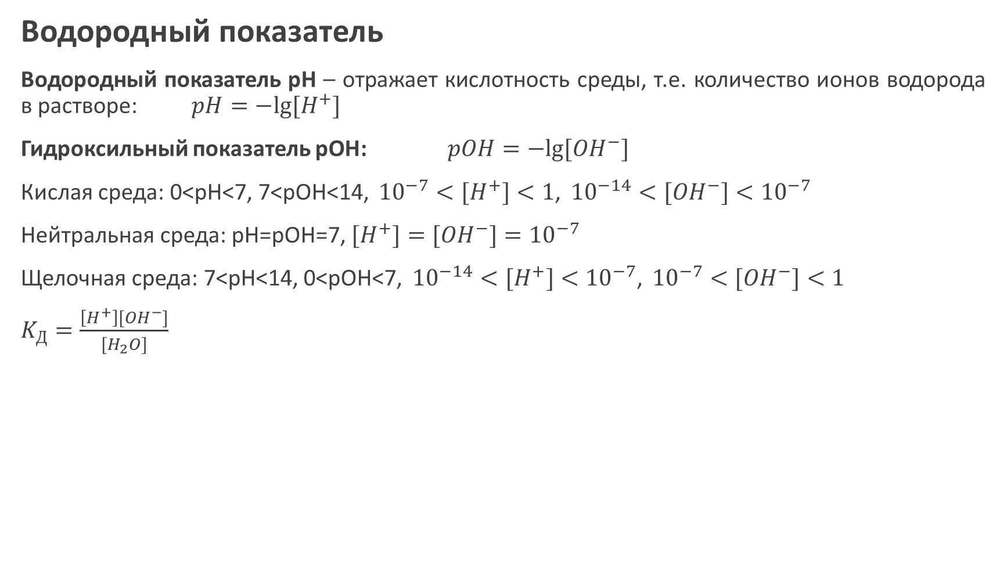 Водородный показатель
Водородный показатель pH – отражает кислотность среды, т.е. количество ионов водорода
в растворе: pH = −lg[H⁺]
Гидроксильный показатель pOH: pOH = −lg[OH⁻]
Кислая среда: 0<pH<7, 7<pOH<14, 10⁻⁷ < [H⁺] < 1, 10⁻¹⁴ < [OH⁻] < 10⁻⁷
Нейтральная среда: pH=pOH=7, [H⁺] = [OH⁻] = 10⁻⁷
Щелочная среда: 7<pH<14, 0<pOH<7, 10⁻¹⁴ < [H⁺] < 10⁻⁷, 10⁻⁷ < [OH⁻] < 1
K_Д = [H⁺][OH⁻] / [H₂O]